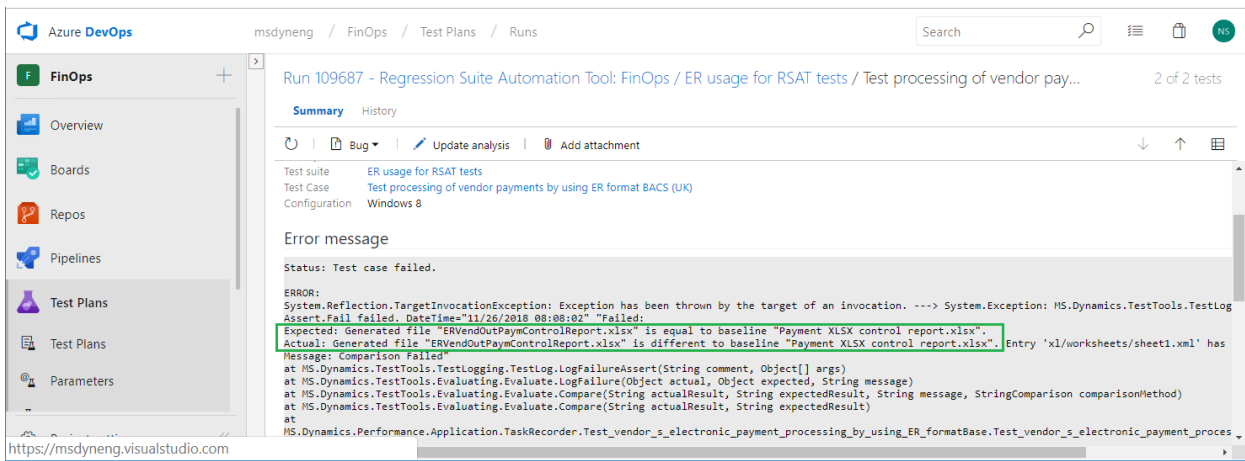 Azure DevOps
msdyneng / FinOps / Test Plans / Runs
Search
NS
F FinOps
Overview
Boards
Repos
Pipelines
Test Plans
Test Plans
Parameters
https://msdyneng.visualstudio.com
Run 109687 - Regression Suite Automation Tool: FinOps / ER usage for RSAT tests / Test processing of vendor pay...
2 of 2 tests
Summary History
Bug Update analysis Add attachment
Test suite ER usage for RSAT tests
Test Case Test processing of vendor payments by using ER format BACS (UK)
Configuration Windows 8
Error message
Status: Test case failed.
ERROR:
System.Reflection.TargetInvocationException: Exception has been thrown by the target of an invocation. ---> System.Exception: MS.Dynamics.TestTools.TestLog
Assert.Fail failed. DateTime="11/26/2018 08:08:02" "Failed:
Expected: Generated file "ERVendOutPaymControlReport.xlsx" is equal to baseline "Payment XLSX control report.xlsx".
Actual: Generated file "ERVendOutPaymControlReport.xlsx" is different to baseline "Payment XLSX control report.xlsx". Entry 'xl/worksheets/sheet1.xml' has
Message: Comparison Failed"
at MS.Dynamics.TestTools.TestLogging.TestLog.LogFailureAssert(String comment, Object[] args)
at MS.Dynamics.TestTools.Evaluating.Evaluate.LogFailure(Object actual, Object expected, String message)
at MS.Dynamics.TestTools.Evaluating.Evaluate.Compare(String actualResult, String expectedResult, String message, StringComparison comparisonMethod)
at MS.Dynamics.TestTools.Evaluating.Evaluate.Compare(String actualResult, String expectedResult)
at
MS.Dynamics.Performance.Application.TaskRecorder.Test_vendor_s_electronic_payment_processing_by_using_ER_formatBase.Test_vendor_s_electronic_payment_proces